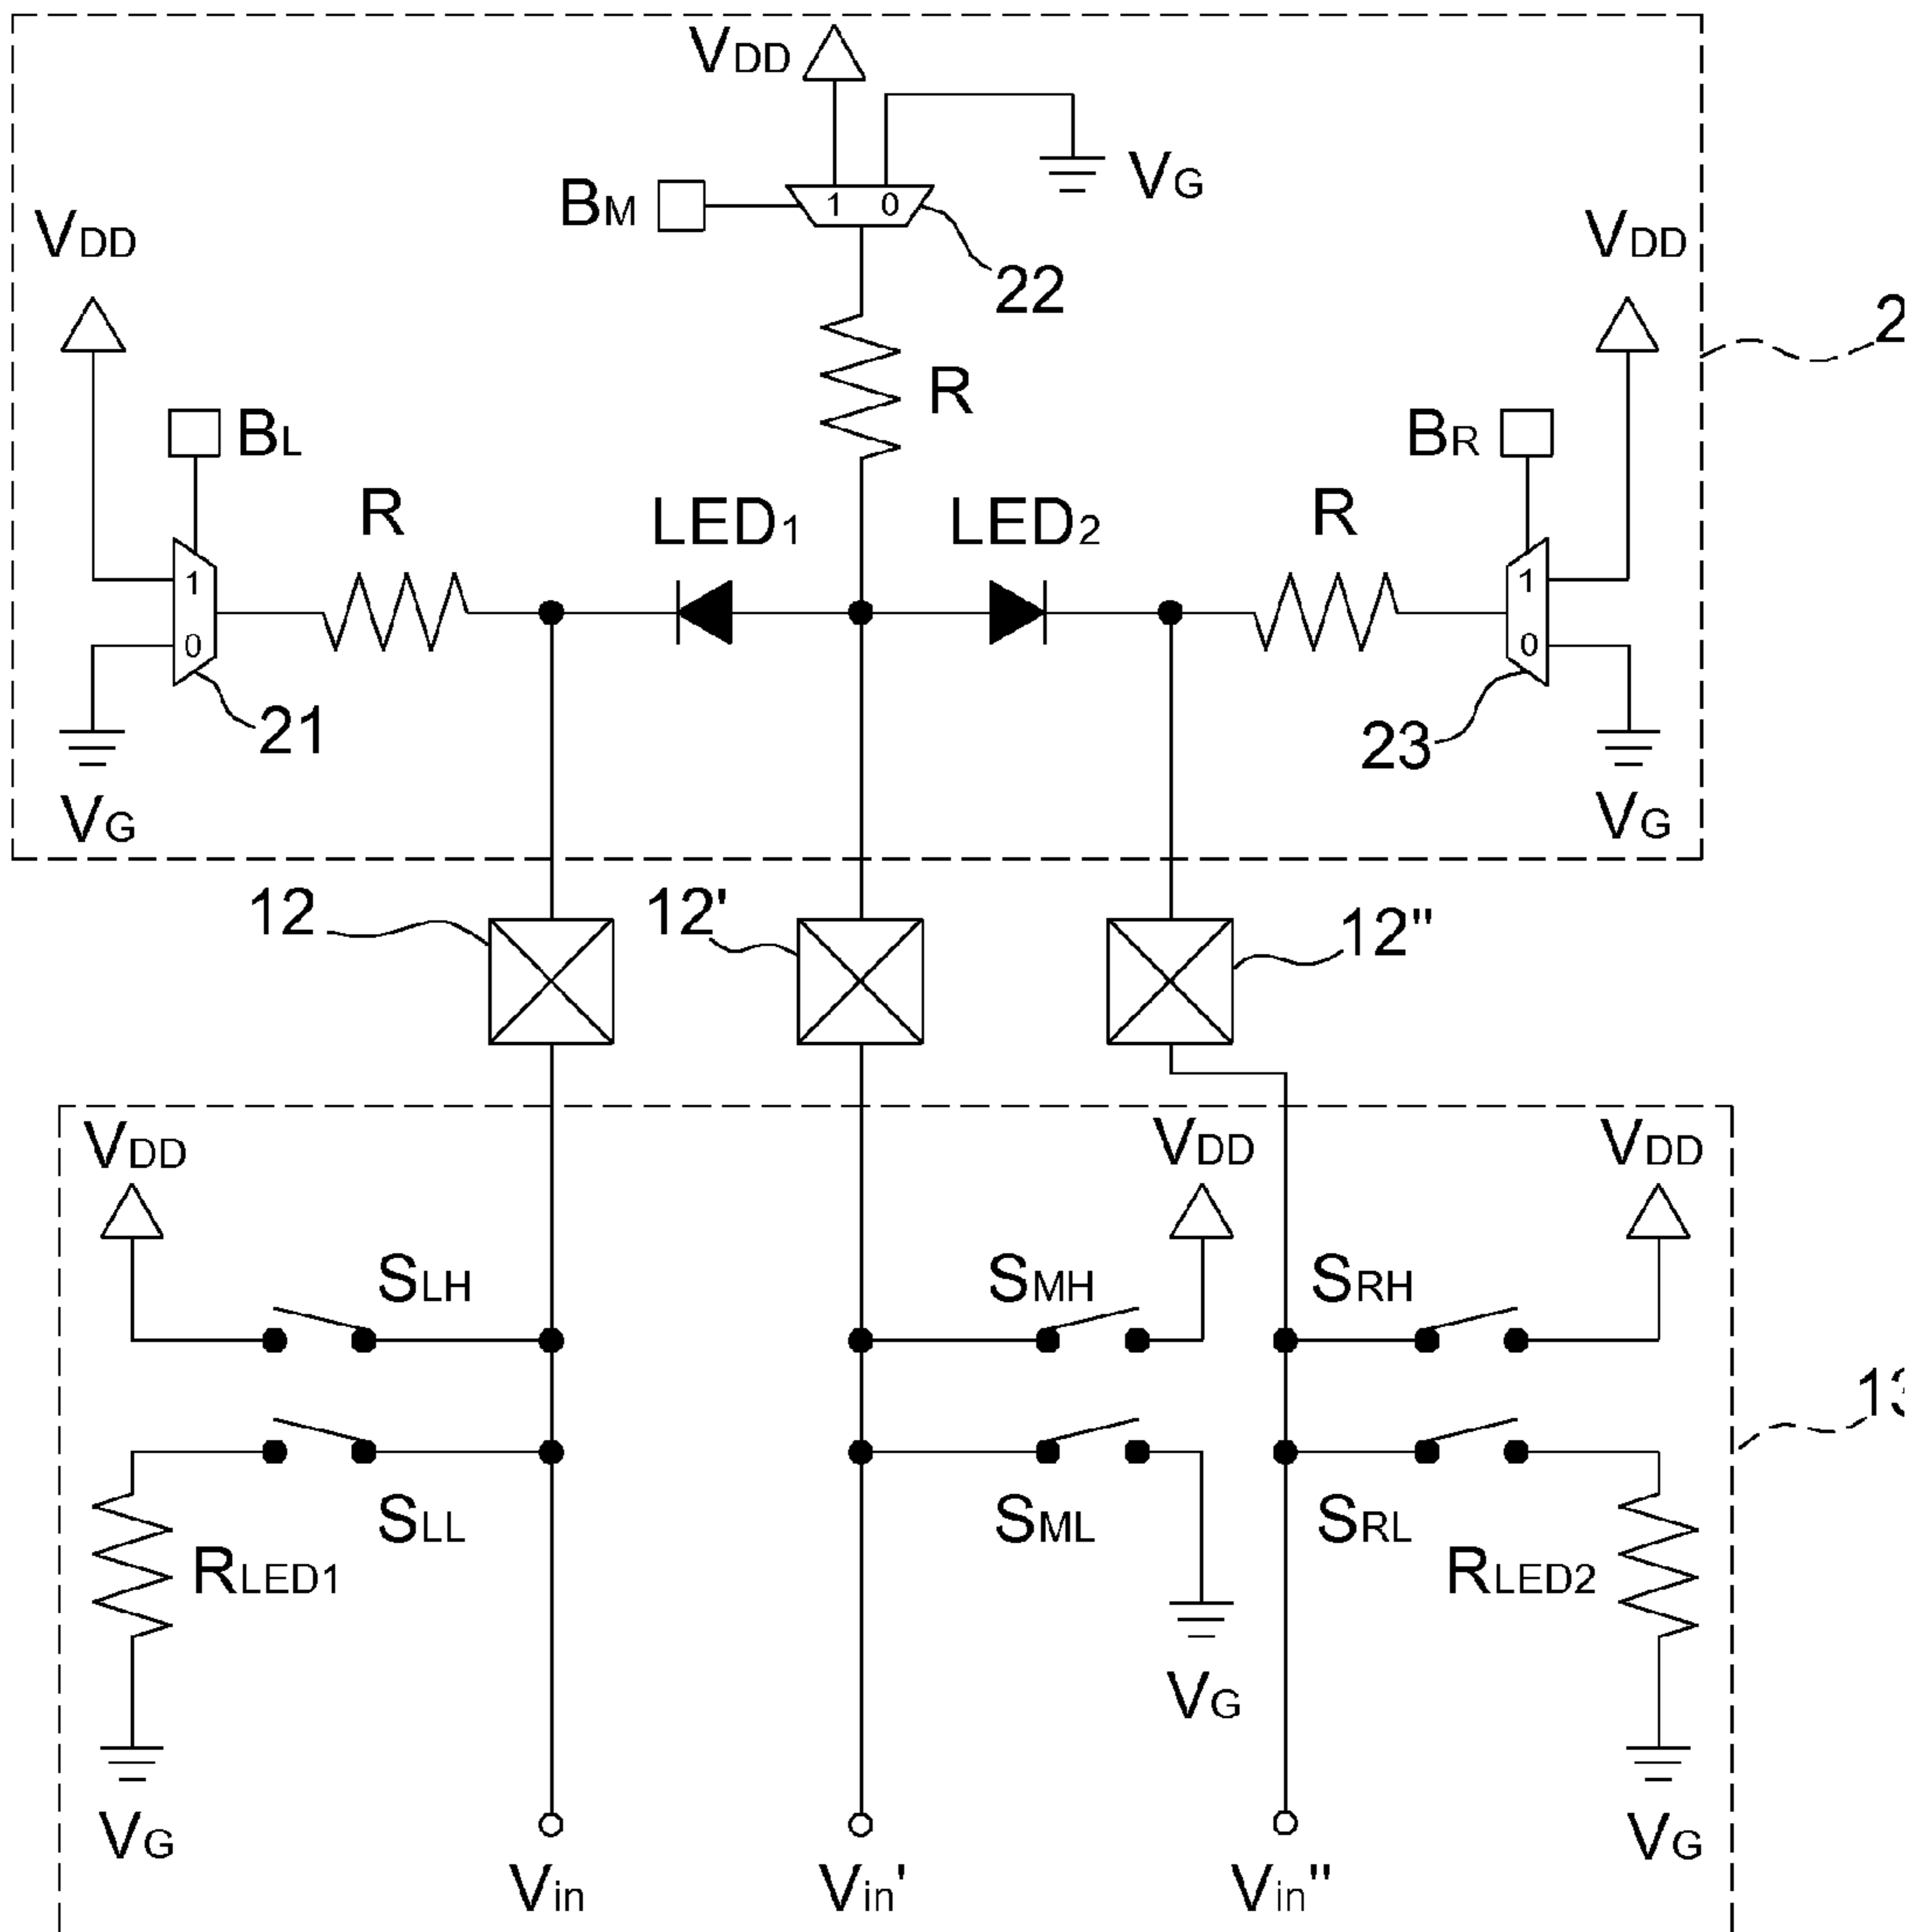 VDD
VG
BM
1 0
22
VDD
VDD
2
R
BL
BR
R
LED1
LED2
R
1
0
1
0
21
23
VG
VG
12
12'
12"
VDD
VDD
VDD
SLH
SMH
SRH
SLL
SML
SRL
RLED1
RLED2
VG
VG
VG
Vin
Vin'
Vin"